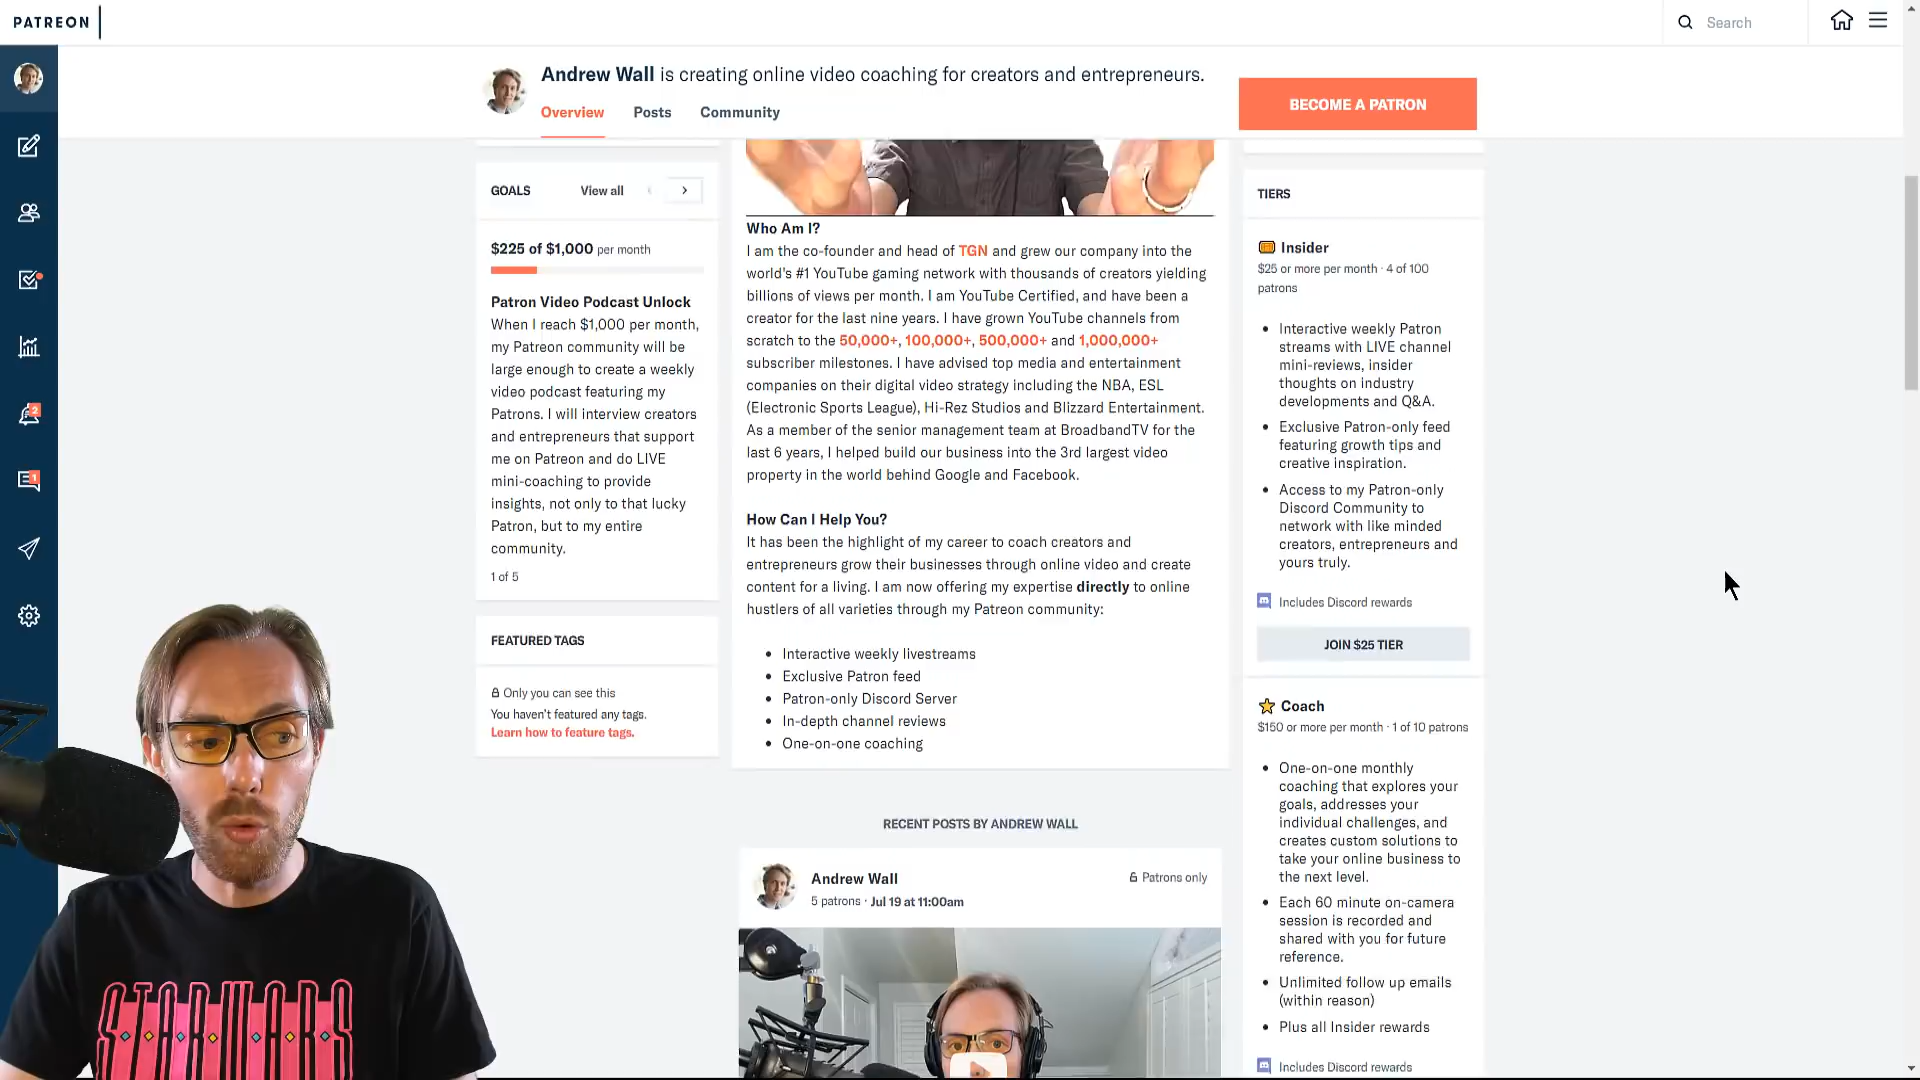 PATREON
Search
Andrew Wall is creating online video coaching for creators and entrepreneurs.
Overview
Posts
Community
BECOME A PATRON
GOALS
View all
$225 of $1,000 per month
Patron Video Podcast Unlock
When I reach $1,000 per month,
my Patreon community will be
large enough to create a weekly
video podcast featuring my
Patrons. I will interview creators
and entrepreneurs that support
me on Patreon and do LIVE
mini-coaching to provide
insights, not only to that lucky
Patron, but to my entire
community.
1 of 5
FEATURED TAGS
Only you can see this
You haven't featured any tags.
Learn how to feature tags.
Who Am I?
I am the co-founder and head of TGN and grew our company into the
world's #1 YouTube gaming network with thousands of creators yielding
billions of views per month. I am YouTube Certified, and have been a
creator for the last nine years. I have grown YouTube channels from
scratch to the 50,000+, 100,000+, 500,000+ and 1,000,000+
subscriber milestones. I have advised top media and entertainment
companies on their digital video strategy including the NBA, ESL
(Electronic Sports League), Hi-Rez Studios and Blizzard Entertainment.
As a member of the senior management team at BroadbandTV for the
last 6 years, I helped build our business into the 3rd largest video
property in the world behind Google and Facebook.
How Can I Help You?
It has been the highlight of my career to coach creators and
entrepreneurs grow their businesses through online video and create
content for a living. I am now offering my expertise directly to online
hustlers of all varieties through my Patreon community:
Interactive weekly livestreams
Exclusive Patron feed
Patron-only Discord Server
In-depth channel reviews
One-on-one coaching
RECENT POSTS BY ANDREW WALL
Andrew Wall
Patrons only
5 patrons · Jul 19 at 11:00am
TIERS
Insider
$25 or more per month · 4 of 100
patrons
Interactive weekly Patron
streams with LIVE channel
mini-reviews, insider
thoughts on industry
developments and Q&A.
Exclusive Patron-only feed
featuring growth tips and
creative inspiration.
Access to my Patron-only
Discord Community to
network with like minded
creators, entrepreneurs and
yours truly.
Includes Discord rewards
JOIN $25 TIER
Coach
$150 or more per month · 1 of 10 patrons
One-on-one monthly
coaching that explores your
goals, addresses your
individual challenges, and
creates custom solutions to
take your online business to
the next level.
Each 60 minute on-camera
session is recorded and
shared with you for future
reference.
Unlimited follow up emails
(within reason)
Plus all Insider rewards
Includes Discord rewards
2
1
STAR WARS